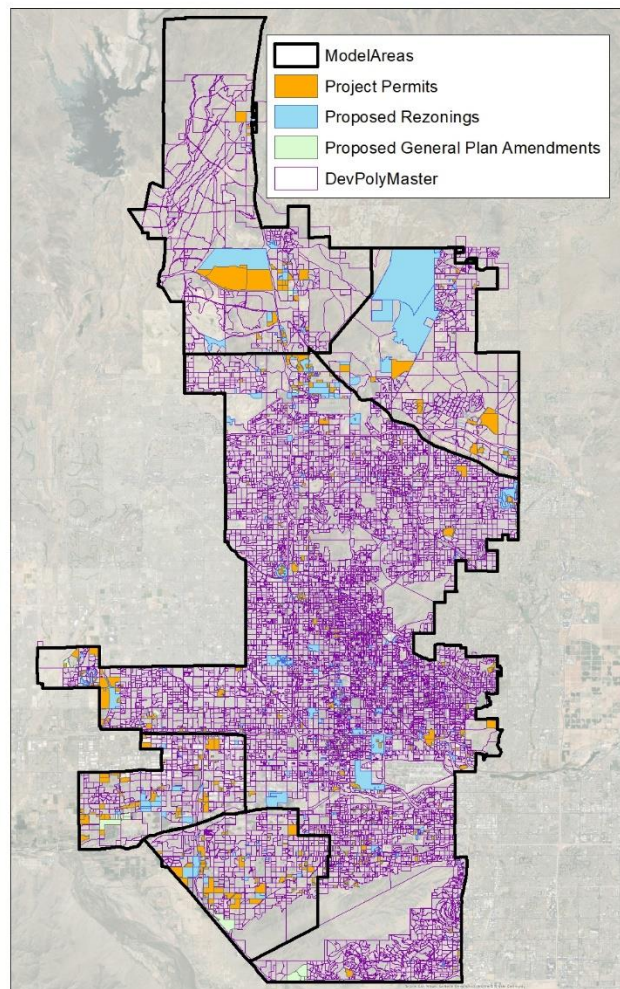 ModelAreas
Project Permits
Proposed Rezonings
Proposed General Plan Amendments
DevPolyMaster